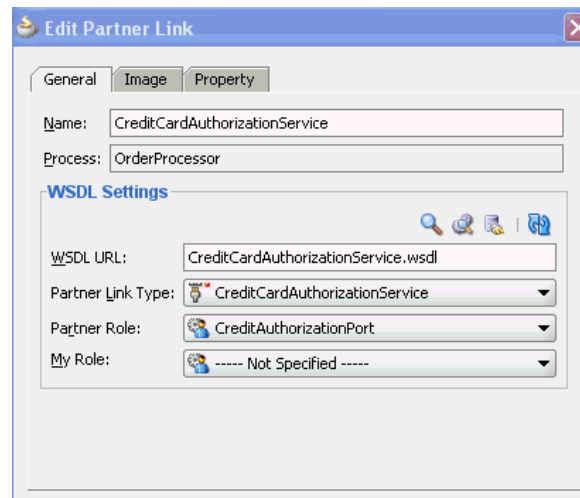 Edit Partner Link
General Image Property
Name: CreditCardAuthorizationService
Process: OrderProcessor
WSDL Settings
WSDL URL: CreditCardAuthorizationService.wsdl
Partner Link Type: CreditCardAuthorizationService
Partner Role: CreditAuthorizationPort
My Role: ----- Not Specified -----